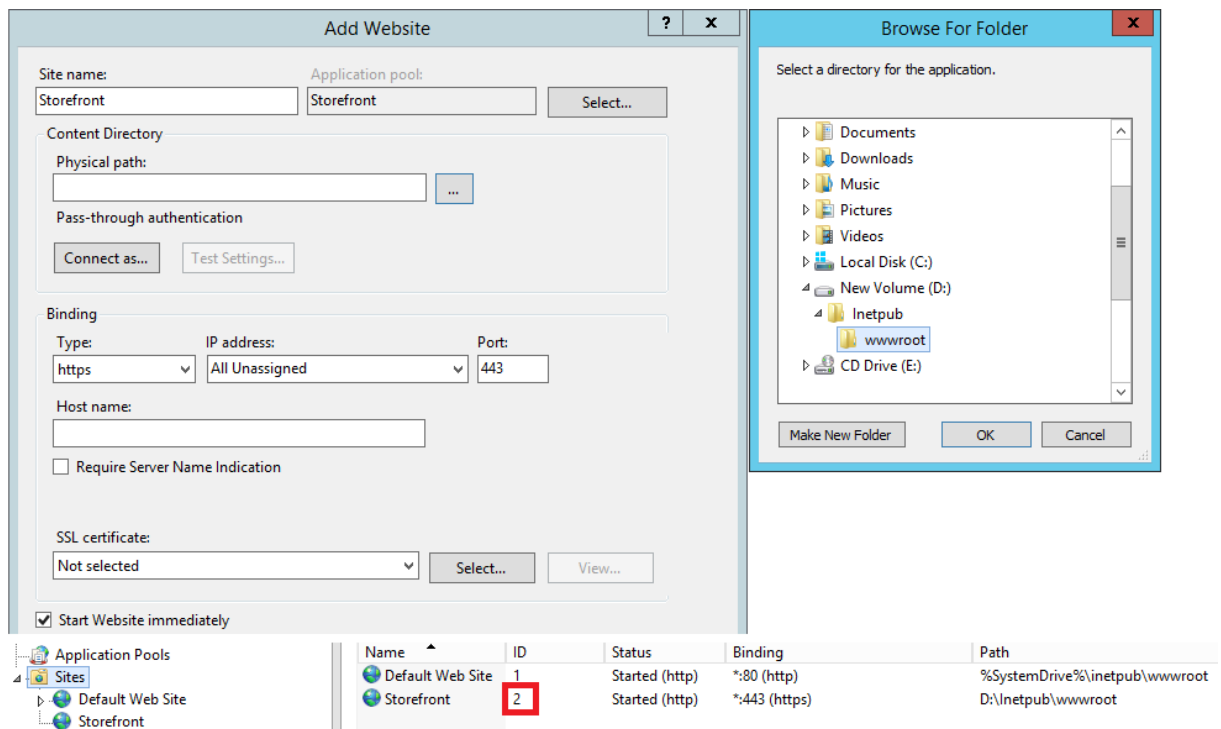 Add Website
? x
Site name:
Application pool:
Storefront
Storefront
Select...
Content Directory
Physical path:
...
Pass-through authentication
Connect as...
Test Settings...
Binding
Type:
IP address:
Port:
https
All Unassigned
443
Host name:
Require Server Name Indication
SSL certificate:
Not selected
Select...
View...
Start Website immediately
Browse For Folder
x
Select a directory for the application.
Documents
Downloads
Music
Pictures
Videos
Local Disk (C:)
New Volume (D:)
Inetpub
wwwroot
CD Drive (E:)
Make New Folder
OK
Cancel
Application Pools
Sites
Default Web Site
Storefront
Name ID Status Binding Path
Default Web Site 1 Started (http) *:80 (http) %SystemDrive%\inetpub\wwwroot
Storefront 2 Started (http) *:443 (https) D:\Inetpub\wwwroot